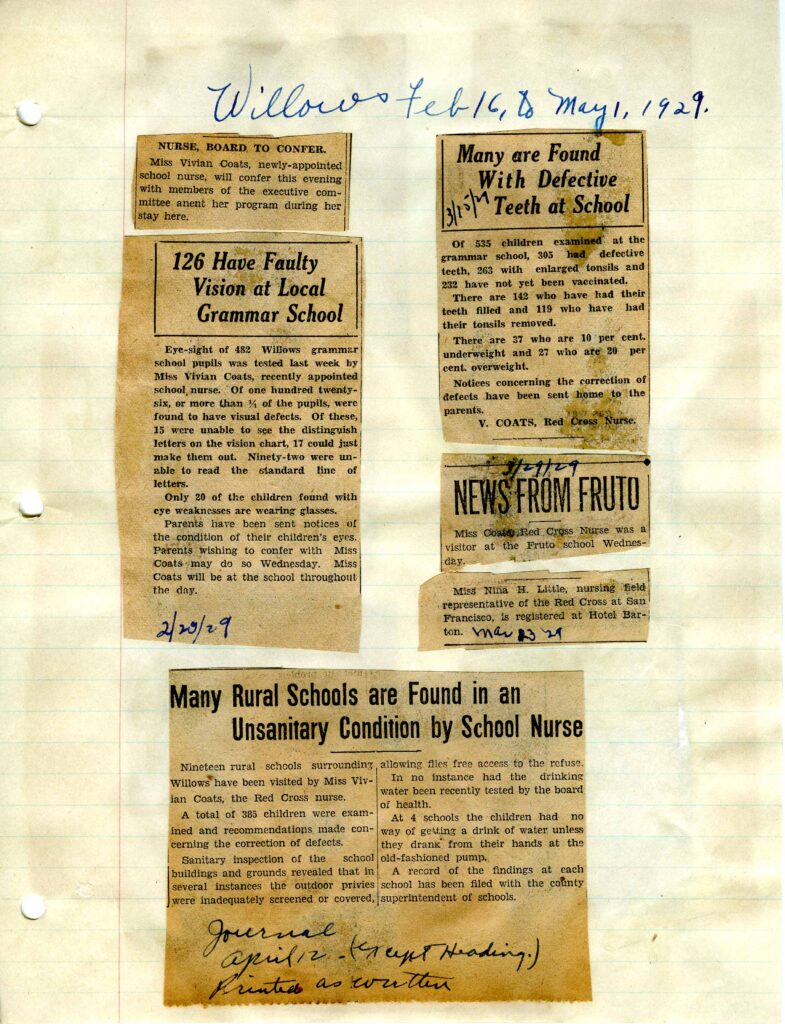 Willows Feb 16, to May 1, 1929.
NURSE, BOARD TO CONFER.
Miss Vivian Coats, newly-appointed
school nurse, will confer this evening
with members of the executive com-
mittee anent her program during her
stay here.
126 Have Faulty
Vision at Local
Grammar School
Eye-sight of 482 Willows grammar
school pupils was tested last week by
Miss Vivian Coats, recently appointed
school nurse. Of one hundred twenty-
six, or more than ¼ of the pupils, were
found to have visual defects. Of these,
15 were unable to see the distinguish
letters on the vision chart, 17 could just
make them out. Ninety-two were un-
able to read the standard line of
letters.
Only 20 of the children found with
eye weaknesses are wearing glasses.
Parents have been sent notices of
the condition of their children's eyes.
Parents wishing to confer with Miss
Coats may do so Wednesday. Miss
Coats will be at the school throughout
the day.
Many are Found
With Defective
Teeth at School
Of 535 children examined at the
grammar school, 305 had defective
teeth, 263 with enlarged tonsils and
232 have not yet been vaccinated.
There are 142 who have had their
teeth filled and 119 who have had
their tonsils removed.
There are 37 who are 10 per cent.
underweight and 27 who are 20 per
cent. overweight.
Notices concerning the correction of
defects have been sent home to the
parents.
V. COATS, Red Cross Nurse.
NEWS FROM FRUTO
Miss Coats, Red Cross Nurse was a
visitor at the Fruto school Wednes-
day.
Miss Nina H. Little, nursing field
representative of the Red Cross at San
Francisco, is registered at Hotel Bar-
ton. Mar 23 29
Many Rural Schools are Found in an
Unsanitary Condition by School Nurse
Nineteen rural schools surrounding
Willows have been visited by Miss Viv-
ian Coats, the Red Cross nurse.
A total of 385 children were exam-
ined and recommendations made con-
cerning the correction of defects.
Sanitary inspection of the school
buildings and grounds revealed that in
several instances the outdoor privies
were inadequately screened or covered,
allowing flies free access to the refuse.
In no instance had the drinking
water been recently tested by the board
of health.
At 4 schools the children had no
way of getting a drink of water unless
they drank from their hands at the
old-fashioned pump.
A record of the findings at each
school has been filed with the county
superintendent of schools.
Journal
April 12 - (except Heading.)
Printed as written